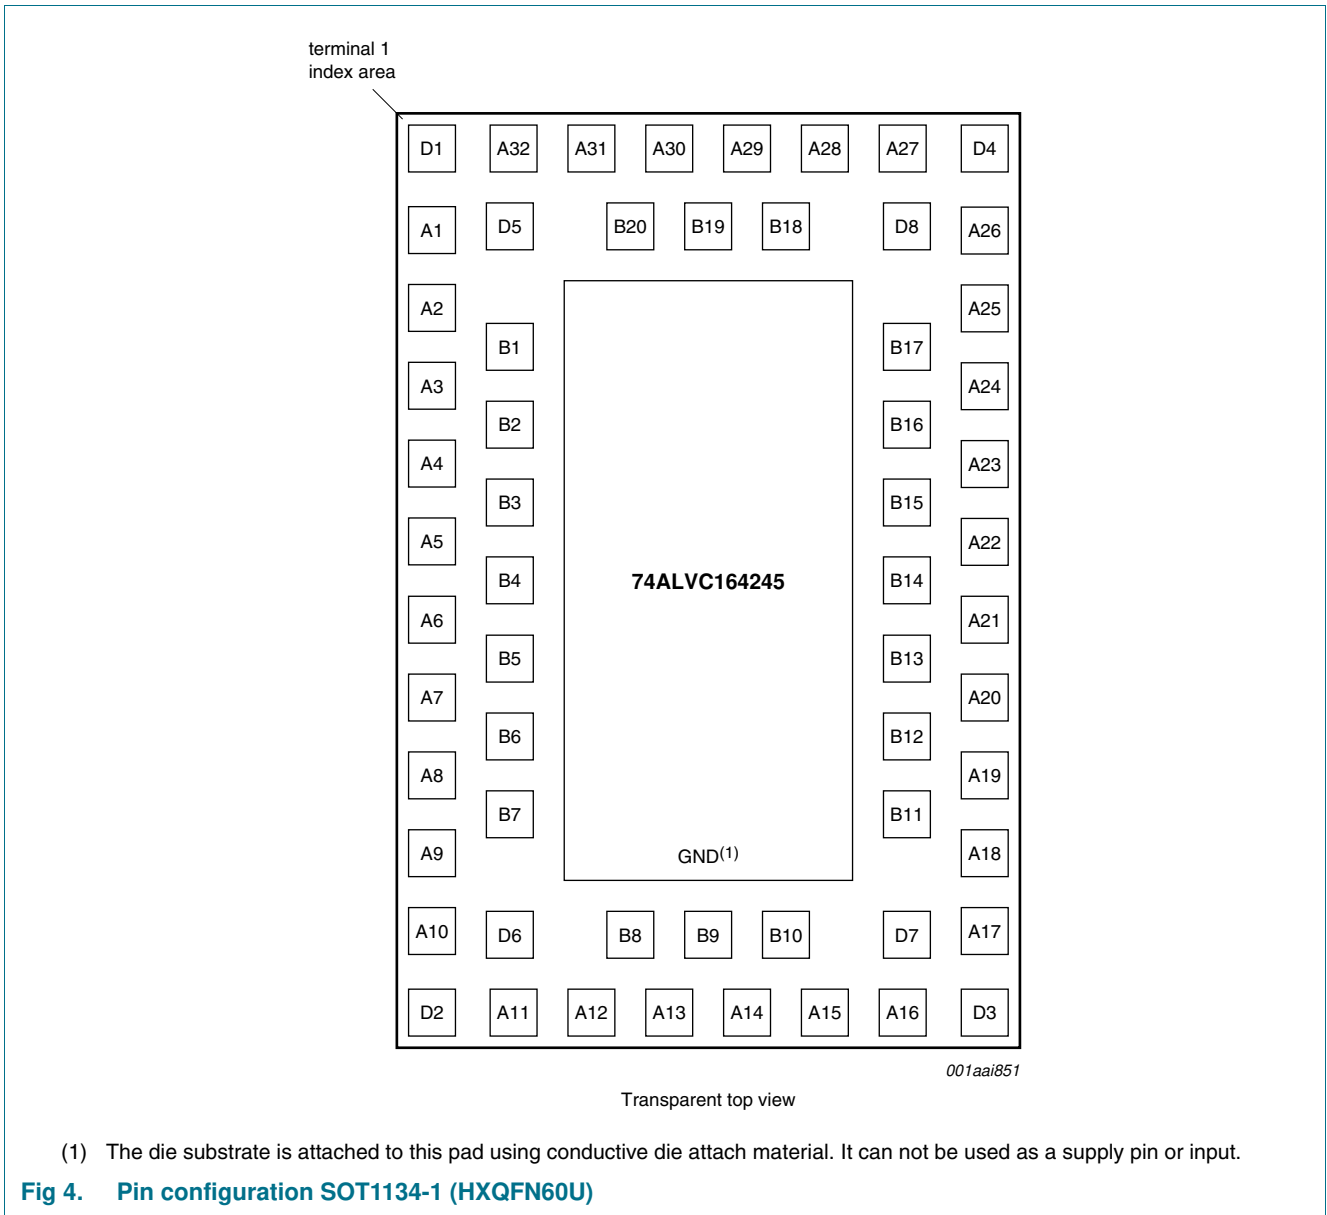 terminal 1
index area
D1 A32 A31 A30 A29 A28 A27 D4
A1 D5 B20 B19 B18 D8 A26
A2 A25
B1 B17
A3 A24
B2 B16
A4 A23
B3 B15
A5 A22
B4 74ALVC164245 B14
A6 A21
B5 B13
A7 A20
B6 B12
A8 A19
B7 B11
A9 GND(1) A18
A10 D6 B8 B9 B10 D7 A17
D2 A11 A12 A13 A14 A15 A16 D3
001aai851
Transparent top view
(1) The die substrate is attached to this pad using conductive die attach material. It can not be used as a supply pin or input.
Fig 4. Pin configuration SOT1134-1 (HXQFN60U)